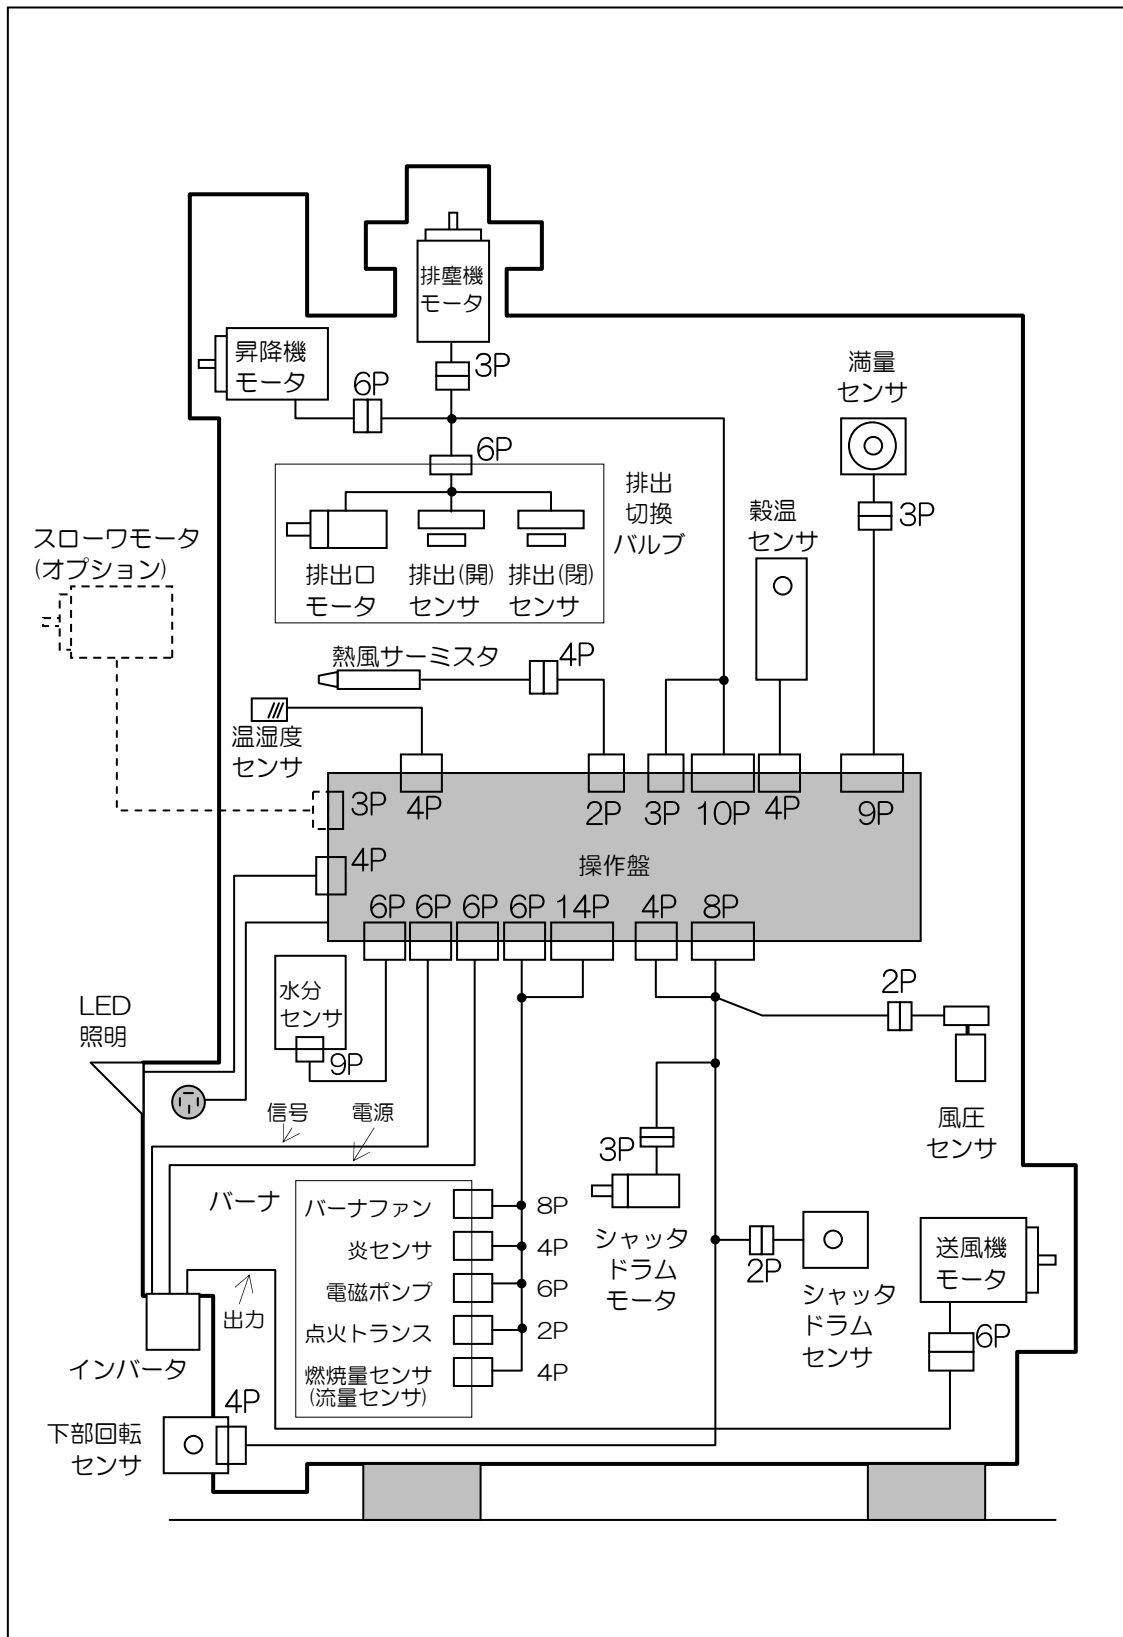 排塵機
モータ
昇降機
モータ
3P
6P
満量
センサ
6P
排出
切換
バルブ
穀温
センサ
3P
スローワモータ
(オプション)
排出口
モータ
排出(開)
センサ
排出(閉)
センサ
熱風サーミスタ
4P
温湿度
センサ
3P
4P
2P
3P
10P
4P
9P
4P
操作盤
6P
6P
6P
6P
14P
4P
8P
水分
センサ
9P
LED
照明
2P
風圧
センサ
信号
電源
3P
シャッタ
ドラム
モータ
バーナ
バーナファン
8P
炎センサ
4P
電磁ポンプ
6P
点火トランス
2P
燃焼量センサ
(流量センサ)
4P
2P
シャッタ
ドラム
センサ
送風機
モータ
6P
出力
インバータ
4P
下部回転
センサ